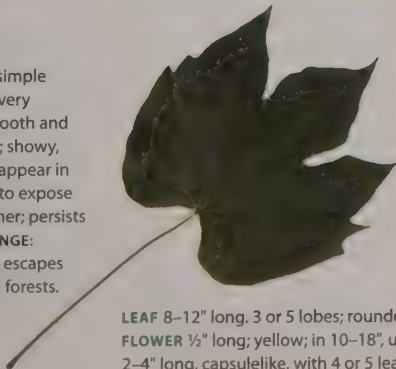 simple
very
ooth and
; showy,
appear in
to expose
ner; persists
NGE:
escapes
forests.
LEAF 8–12" long. 3 or 5 lobes; rounde
FLOWER ½" long; yellow; in 10–18", u
2–4" long, capsulelike, with 4 or 5 lea